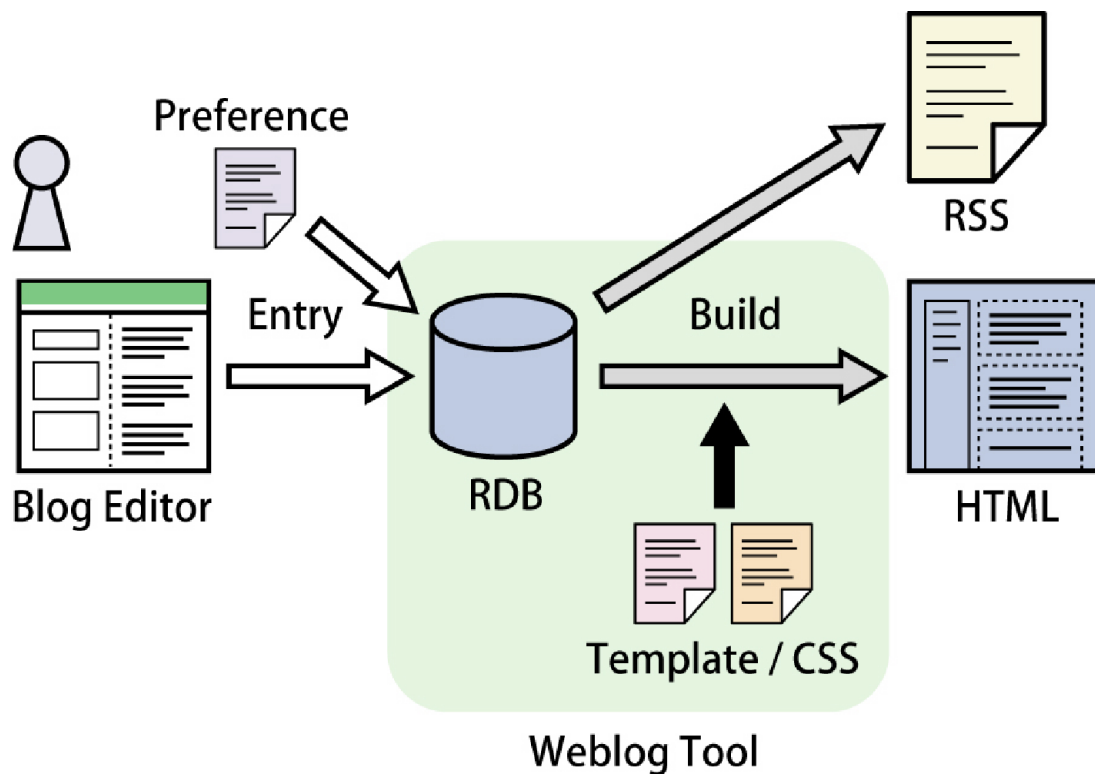 Preference
RSS
Entry
Build
Blog Editor
RDB
HTML
Template / CSS
Weblog Tool